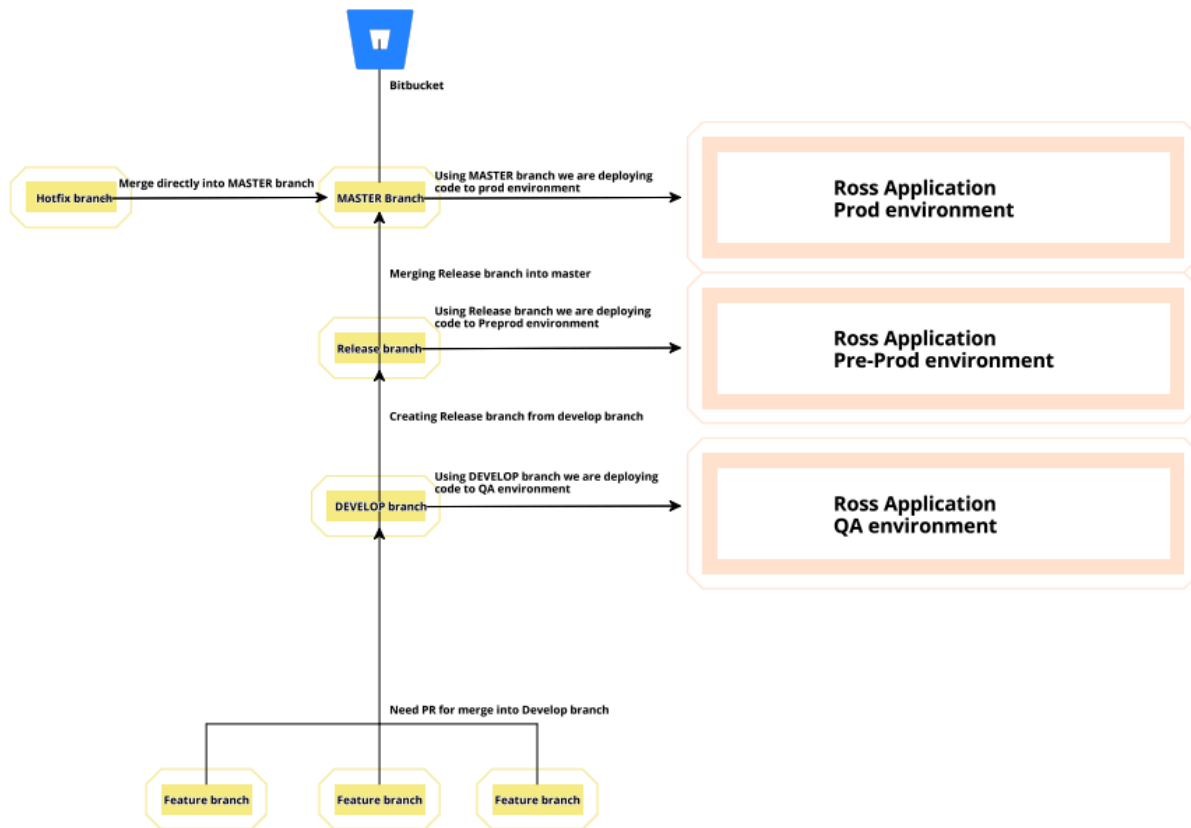 Bitbucket
Merge directly into MASTER branch
Using MASTER branch we are deploying
code to prod environment
Hotfix branch
MASTER Branch
Ross Application
Prod environment
Merging Release branch into master
Using Release branch we are deploying
code to Preprod environment
Release branch
Ross Application
Pre-Prod environment
Creating Release branch from develop branch
Using DEVELOP branch we are deploying
code to QA environment
DEVELOP branch
Ross Application
QA environment
Need PR for merge into Develop branch
Feature branch
Feature branch
Feature branch